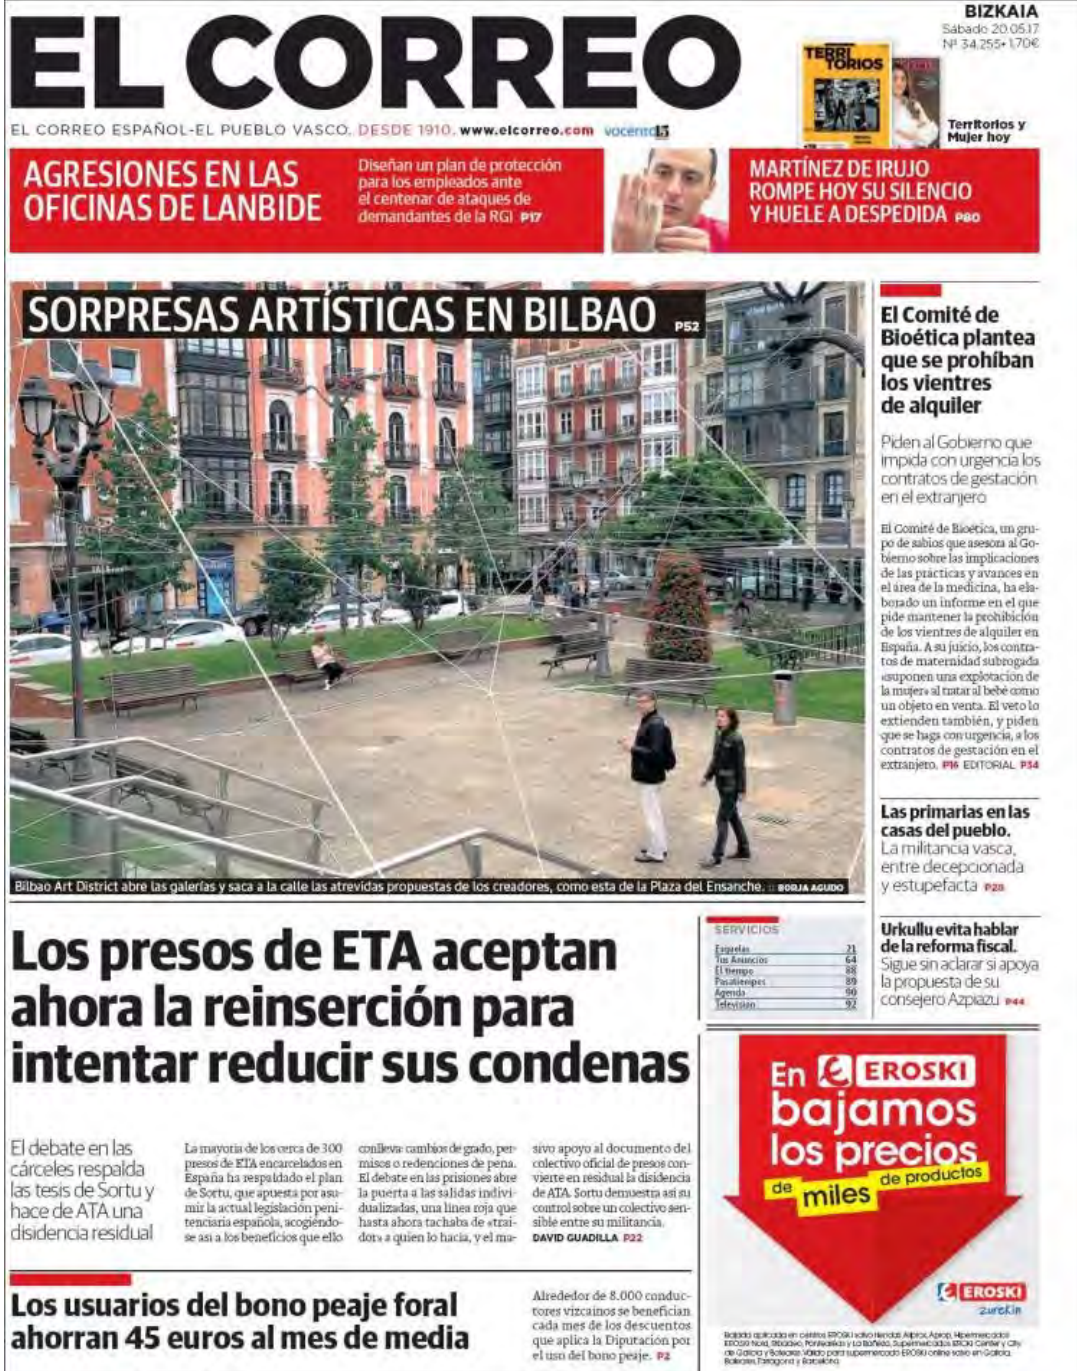 EL CORREO
BIZKAIA
Sábado 20.05.17
Nº 34.255 • 1,70€
EL CORREO ESPAÑOL-EL PUEBLO VASCO. DESDE 1910. www.elcorreo.com vocento
TERRI
TORIOS
Territorios y
Mujer hoy
AGRESIONES EN LAS
OFICINAS DE LANBIDE
Diseñan un plan de protección
para los empleados ante
el centenar de ataques de
demandantes de la RGI P17
MARTÍNEZ DE IRUJO
ROMPE HOY SU SILENCIO
Y HUELE A DESPEDIDA P80
SORPRESAS ARTÍSTICAS EN BILBAO P52
Bilbao Art District abre las galerías y saca a la calle las atrevidas propuestas de los creadores, como esta de la Plaza del Ensanche. :: BORJA AGUDO
El Comité de
Bioética plantea
que se prohíban
los vientres
de alquiler
Piden al Gobierno que
impida con urgencia los
contratos de gestación
en el extranjero
El Comité de Bioética, un gru-
po de sabios que asesora al Go-
bierno sobre las implicaciones
de las prácticas y avances en
el área de la medicina, ha ela-
borado un informe en el que
pide mantener la prohibición
de los vientres de alquiler en
España. A su juicio, los contra-
tos de maternidad subrogada
«suponen una explotación de
la mujer» al tratar al bebé como
un objeto en venta. El veto lo
extienden también, y piden
que se haga con urgencia, a los
contratos de gestación en el
extranjero. P16 EDITORIAL P34
Las primarias en las
casas del pueblo.
La militancia vasca,
entre decepcionada
y estupefacta P28
Urkullu evita hablar
de la reforma fiscal.
Sigue sin aclarar si apoya
la propuesta de su
consejero Azpiazu P44
Los presos de ETA aceptan
ahora la reinserción para
intentar reducir sus condenas
El debate en las
cárceles respalda
las tesis de Sortu y
hace de ATA una
disidencia residual
La mayoría de los cerca de 300
presos de ETA encarcelados en
España ha respaldado el plan
de Sortu, que apuesta por asu-
mir la actual legislación peni-
tenciaria española, acogiéndo-
se así a los beneficios que ello
conlleva: cambios de grado, per-
misos o redenciones de pena.
El debate en las prisiones abre
la puerta a las salidas indivi-
dualizadas, una línea roja que
hasta ahora tachaba de «trai-
dor» a quien lo hacía, y el ma-
sivo apoyo al documento del
colectivo oficial de presos con-
vierte en residual la disidencia
de ATA. Sortu demuestra así su
control sobre un colectivo sen-
sible entre su militancia.
DAVID GUADILLA P22
SERVICIOS
Esquelas 21
Tus Anuncios 64
El tiempo 88
Pasatiempos 89
Agenda 90
Televisión 92
Los usuarios del bono peaje foral
ahorran 45 euros al mes de media
Alrededor de 8.000 conduc-
tores vizcaínos se benefician
cada mes de los descuentos
que aplica la Diputación por
el uso del bono peaje. P2
En EROSKI
bajamos
los precios
de miles de productos
EROSKI
zurekin